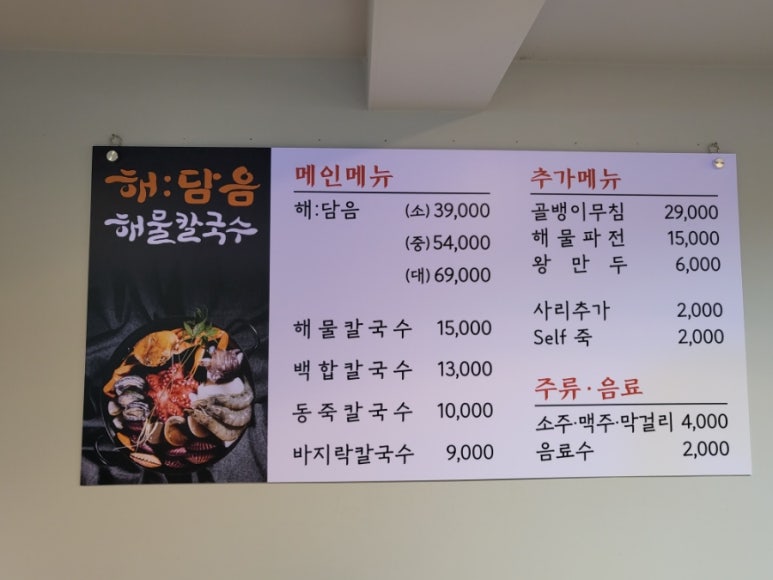 해:담음
해물칼국수
메인메뉴
해:담음 (소) 39,000
(중) 54,000
(대) 69,000
해물칼국수 15,000
백합칼국수 13,000
동죽칼국수 10,000
바지락칼국수 9,000
추가메뉴
골뱅이무침 29,000
해물파전 15,000
왕만두 6,000
사리추가 2,000
Self 죽 2,000
주류·음료
소주·맥주·막걸리 4,000
음료수 2,000